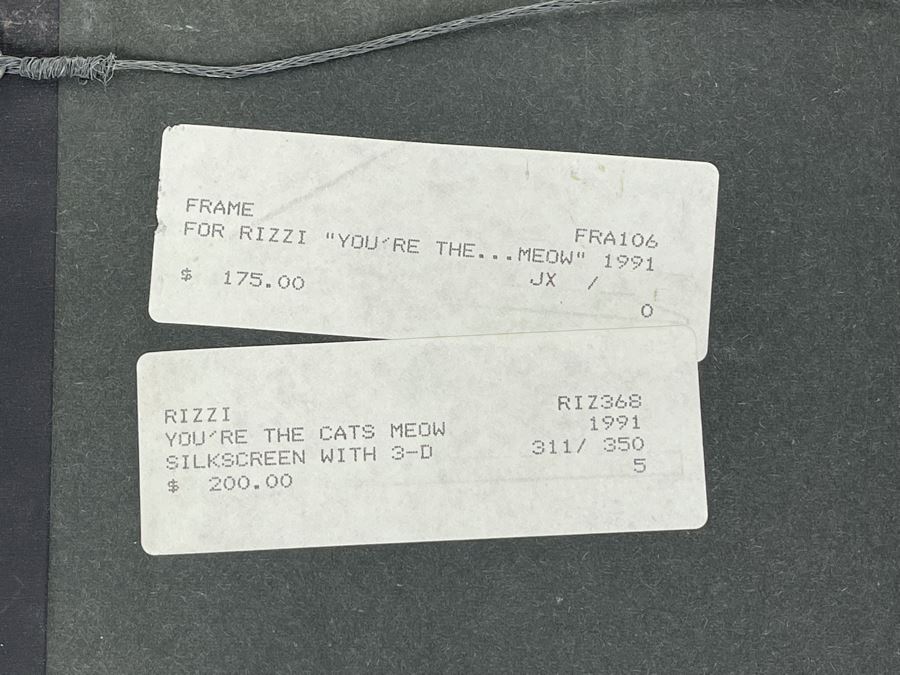 FRAME
FRA106
FOR RIZZI "YOU'RE THE...MEOW" 1991
$ 175.00 JX /
0
RIZZI RIZ368
YOU'RE THE CATS MEOW 1991
SILKSCREEN WITH 3-D 311/ 350
$ 200.00 5